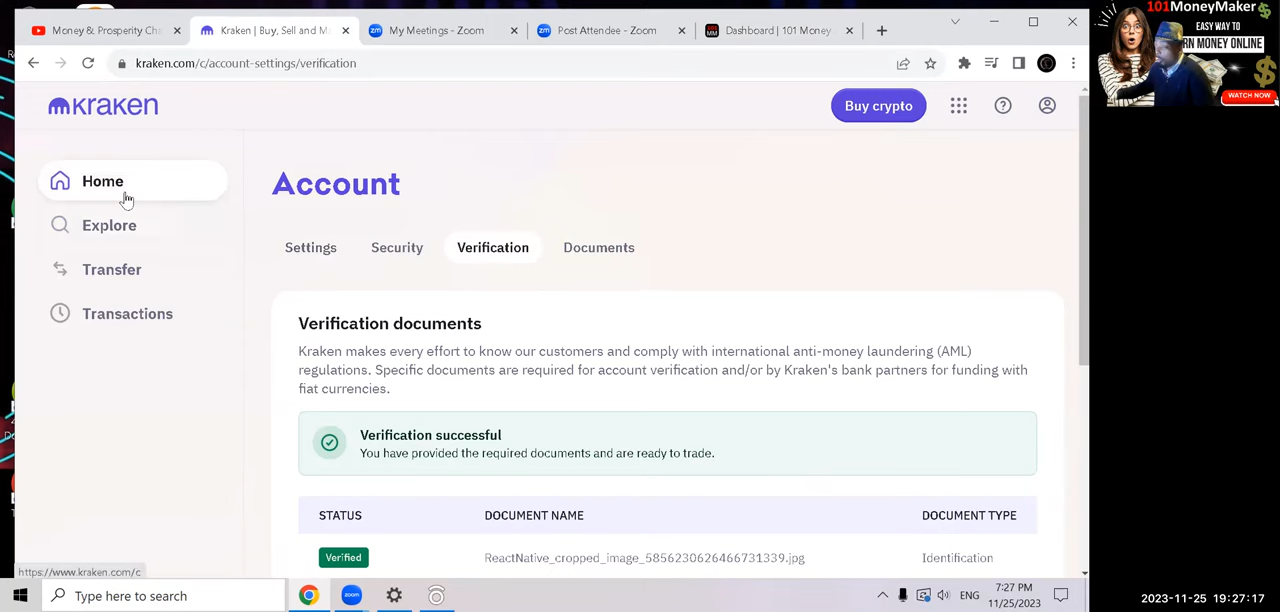 Money & Prosperity Cha
Kraken | Buy, Sell and Ma
My Meetings - Zoom
Post Attendee - Zoom
Dashboard | 101 Money
kraken.com/c/account-settings/verification
101MoneyMaker
EASY WAY TO
RN MONEY ONLINE
WATCH NOW
kraken
Buy crypto
Home
Explore
Transfer
Transactions
Account
Settings
Security
Verification
Documents
Verification documents
Kraken makes every effort to know our customers and comply with international anti-money laundering (AML)
regulations. Specific documents are required for account verification and/or by Kraken's bank partners for funding with
fiat currencies.
Verification successful
You have provided the required documents and are ready to trade.
STATUS DOCUMENT NAME DOCUMENT TYPE
Verified ReactNative_cropped_image_5856230626466731339.jpg Identification
https://www.kraken.com/c
Type here to search
zoom
ENG
7:27 PM
11/25/2023
2023-11-25 19:27:17